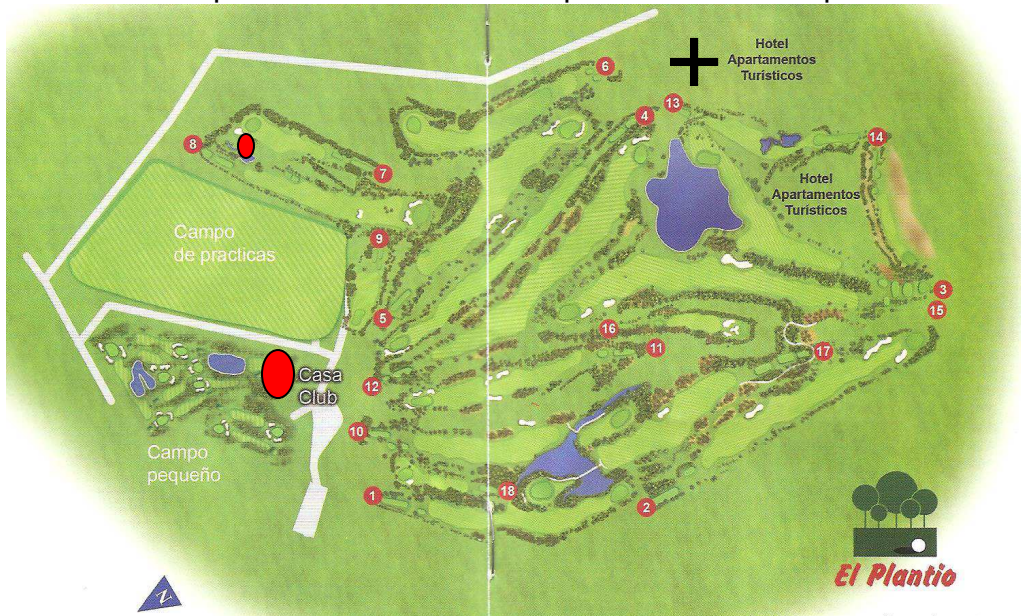 Hotel
Apartamentos
Turísticos
6
13
4
14
8
7
Hotel
Apartamentos
Turísticos
Campo
de practicas
9
3
15
5
16
11
17
Casa
Club
12
10
Campo
pequeño
18
1
2
El Plantio
N